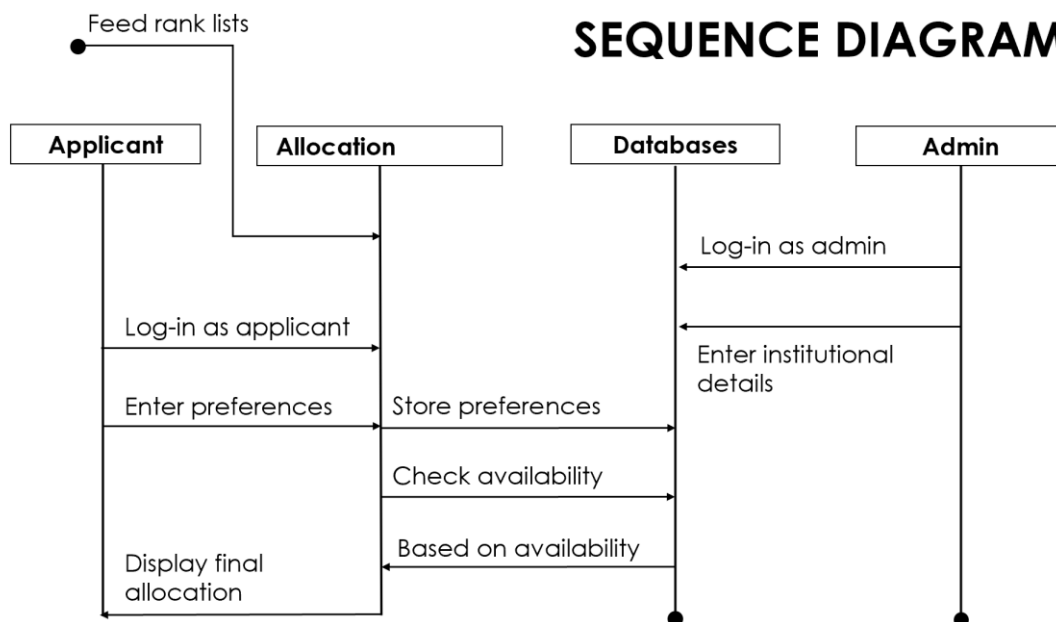 Feed rank lists
SEQUENCE DIAGRAM
Applicant
Allocation
Databases
Admin
Log-in as admin
Log-in as applicant
Enter institutional
details
Enter preferences
Store preferences
Check availability
Based on availability
Display final
allocation